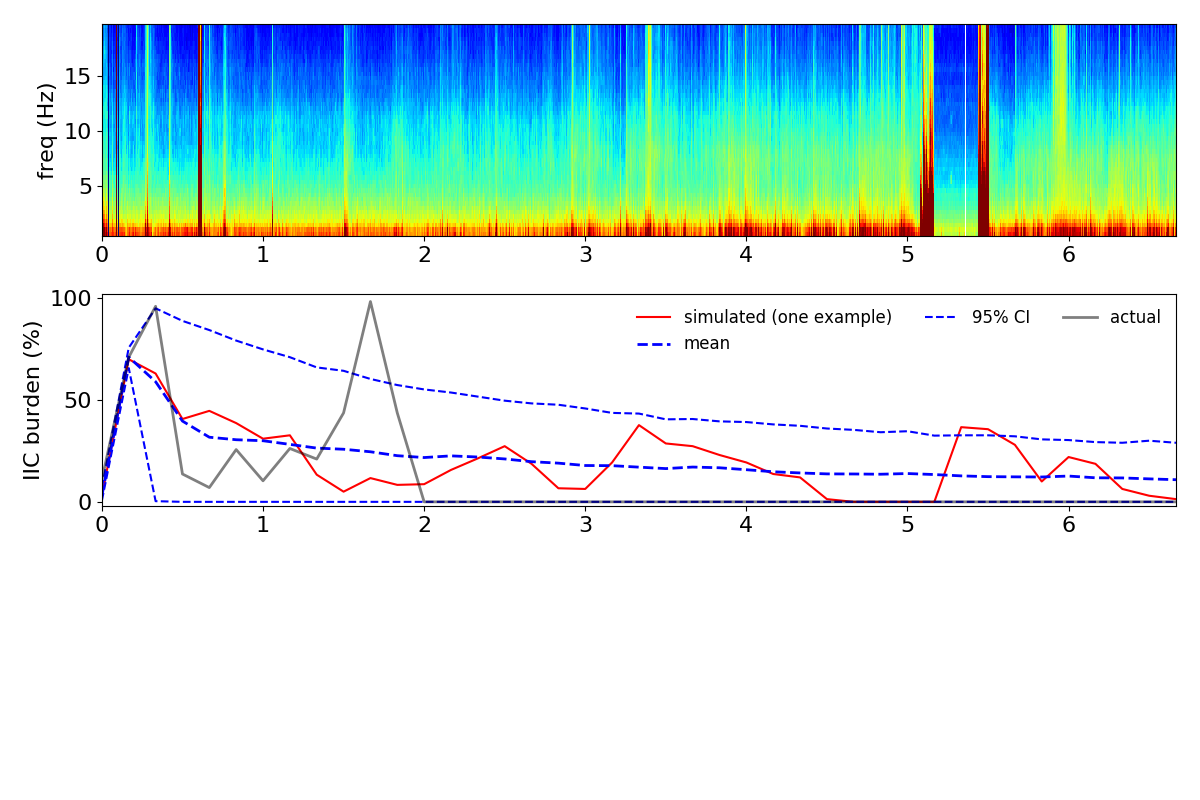 freq (Hz)
15
10
5
0 1 2 3 4 5 6
IIC burden (%)
100
50
0
simulated (one example)
mean
95% CI
actual
0 1 2 3 4 5 6